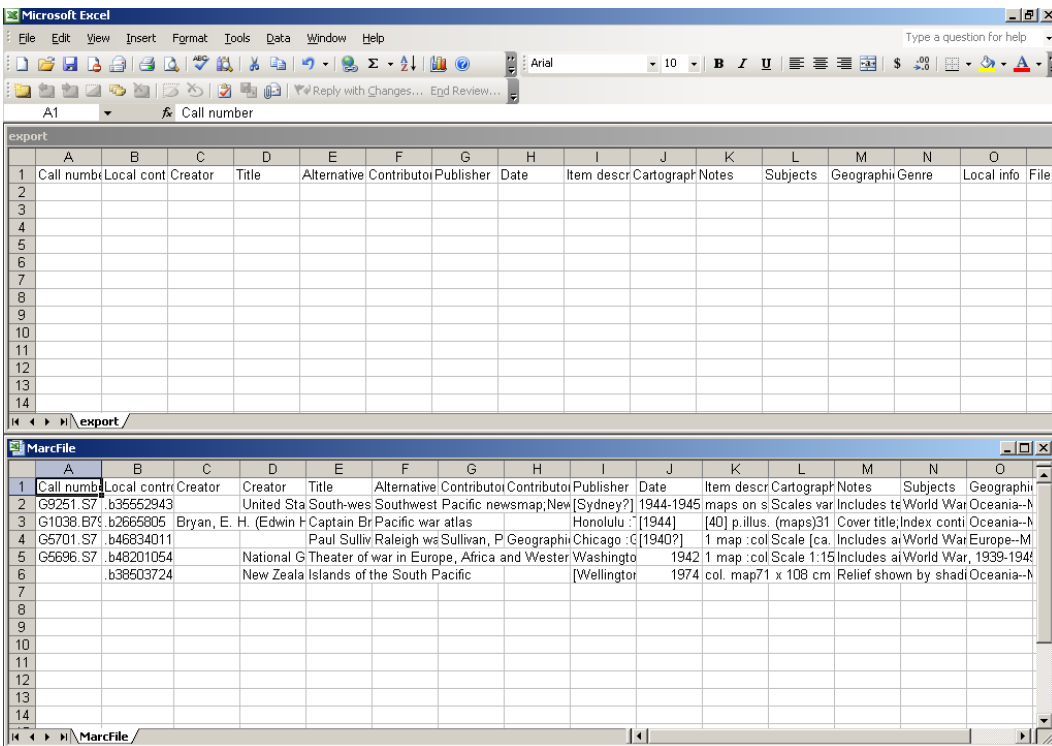 Microsoft Excel
File Edit View Insert Format Tools Data Window Help Type a question for help
Arial 10 B I U $
Reply with Changes... End Review...
A1 fx Call number
export
A B C D E F G H I J K L M N O
1 Call numbe Local cont Creator Title Alternative Contributor Publisher Date Item descr Cartograph Notes Subjects Geographic Genre Local info File
2
3
4
5
6
7
8
9
10
11
12
13
14
export
MarcFile
A B C D E F G H I J K L M N O
1 Call numb Local contro Creator Creator Title Alternative Contributo Contributor Publisher Date Item descr Cartograph Notes Subjects Geographi
2 G9251.S7 .b35552943 United Sta South-wes Southwest Pacific newsmap;New [Sydney?] 1944-1945 maps on s Scales var Includes te World War Oceania--
3 G1038.B79 .b2665805 Bryan, E. H. (Edwin H Captain Br Pacific war atlas Honolulu : [1944] [40] p.illus. (maps)31 Cover title;Index conti Oceania--
4 G5701.S7 .b46834011 Paul Sulliv Raleigh wa Sullivan, P Geographi Chicago : [1940?] 1 map :col Scale [ca. Includes a World War Europe--M
5 G5696.S7 .b48201054 National G Theater of war in Europe, Africa and Wester Washingto 1942 1 map :col Scale 1:15 Includes a World War, 1939-1945
6 .b38503724 New Zeala Islands of the South Pacific [Wellington 1974 col. map71 x 108 cm Relief shown by shadi Oceania--
7
8
9
10
11
12
13
14
MarcFile